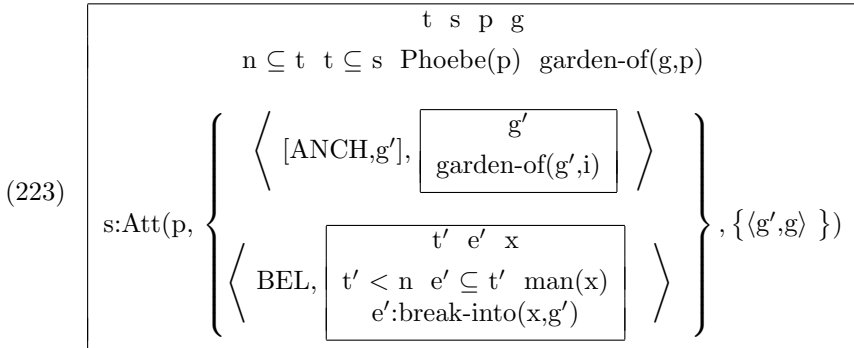 t s p g
n ⊆ t t ⊆ s Phoebe(p) garden-of(g,p)
⟨ [ANCH,g′], g′ ⟩
garden-of(g′,i)
(223) s:Att(p, { } , {⟨g′,g⟩ })
t′ e′ x
⟨ BEL, t′ < n e′ ⊆ t′ man(x) ⟩
e′:break-into(x,g′)